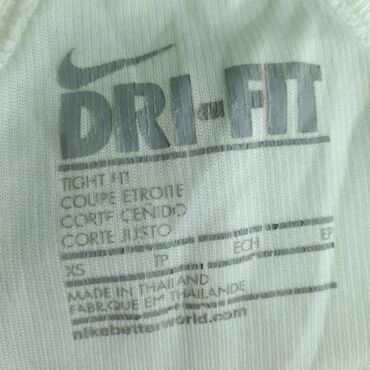 DRI-FIT
TIGHT FIT
COUPE ETROITE
CORTE CEÑIDO
CORTE JUSTO
XS TP ECH EP
MADE IN THAILAND
FABRIQUE EM THAILANDE
nikebetterworld.com